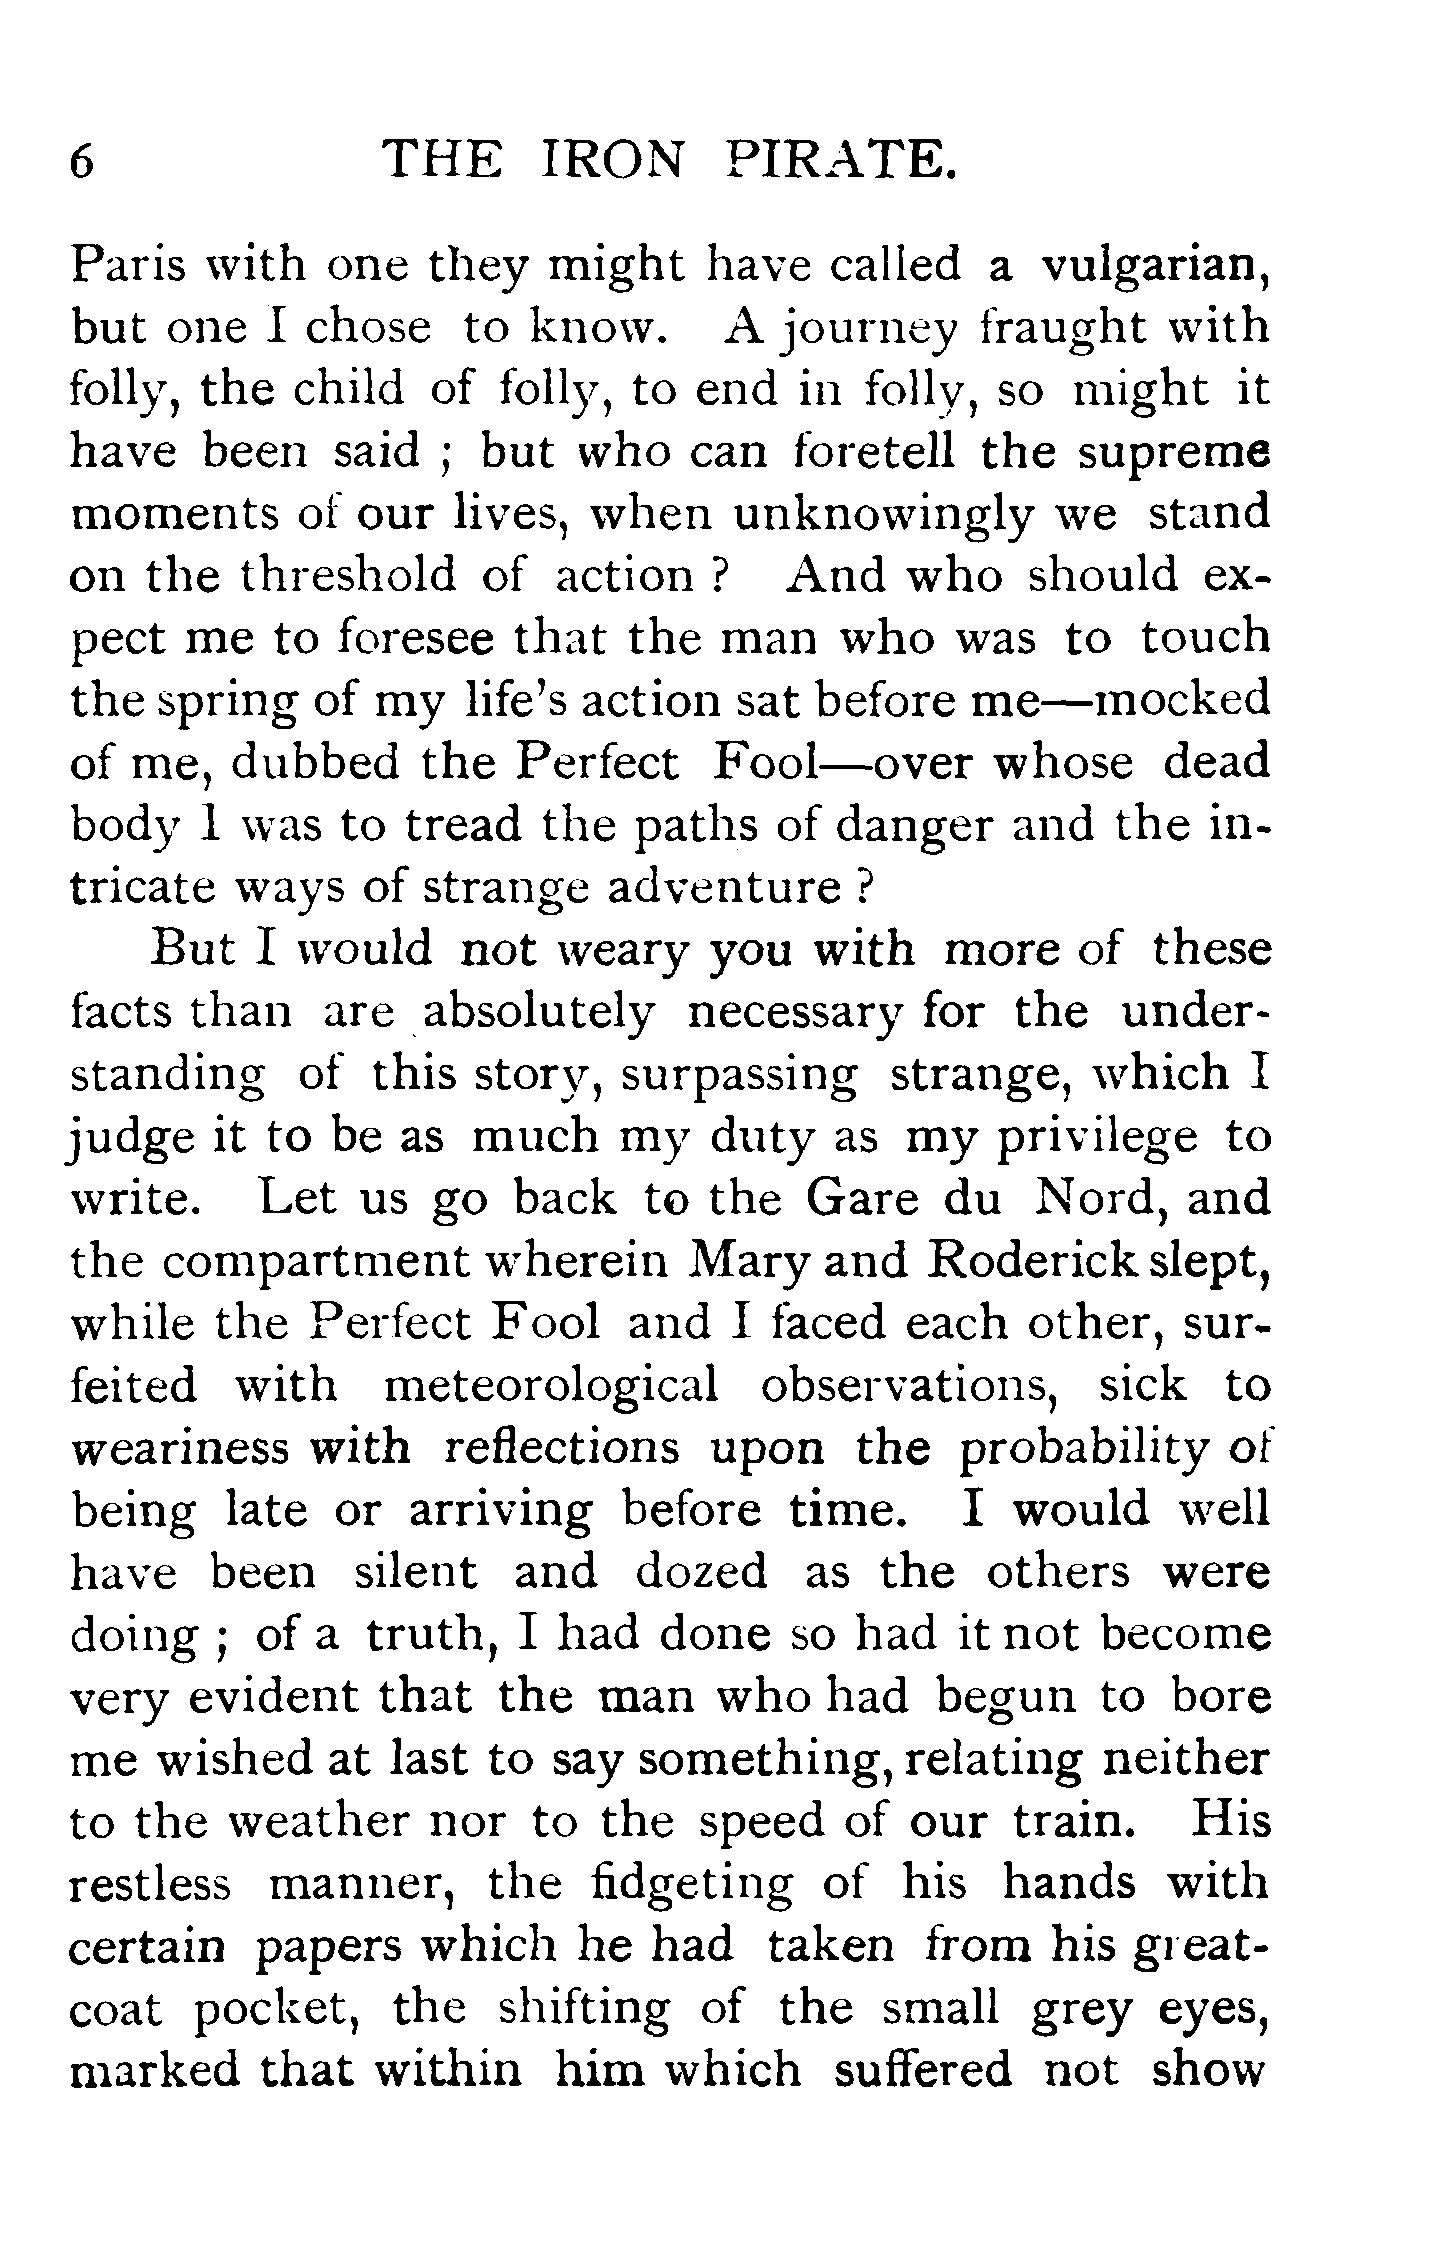 6 THE IRON PIRATE.
Paris with one they might have called a vulgarian,
but one I chose to know. A journey fraught with
folly, the child of folly, to end in folly, so might it
have been said ; but who can foretell the supreme
moments of our lives, when unknowingly we stand
on the threshold of action ? And who should ex-
pect me to foresee that the man who was to touch
the spring of my life's action sat before me—mocked
of me, dubbed the Perfect Fool—over whose dead
body I was to tread the paths of danger and the in-
tricate ways of strange adventure ?
But I would not weary you with more of these
facts than are absolutely necessary for the under-
standing of this story, surpassing strange, which I
judge it to be as much my duty as my privilege to
write. Let us go back to the Gare du Nord, and
the compartment wherein Mary and Roderick slept,
while the Perfect Fool and I faced each other, sur-
feited with meteorological observations, sick to
weariness with reflections upon the probability of
being late or arriving before time. I would well
have been silent and dozed as the others were
doing ; of a truth, I had done so had it not become
very evident that the man who had begun to bore
me wished at last to say something, relating neither
to the weather nor to the speed of our train. His
restless manner, the fidgeting of his hands with
certain papers which he had taken from his great-
coat pocket, the shifting of the small grey eyes,
marked that within him which suffered not show